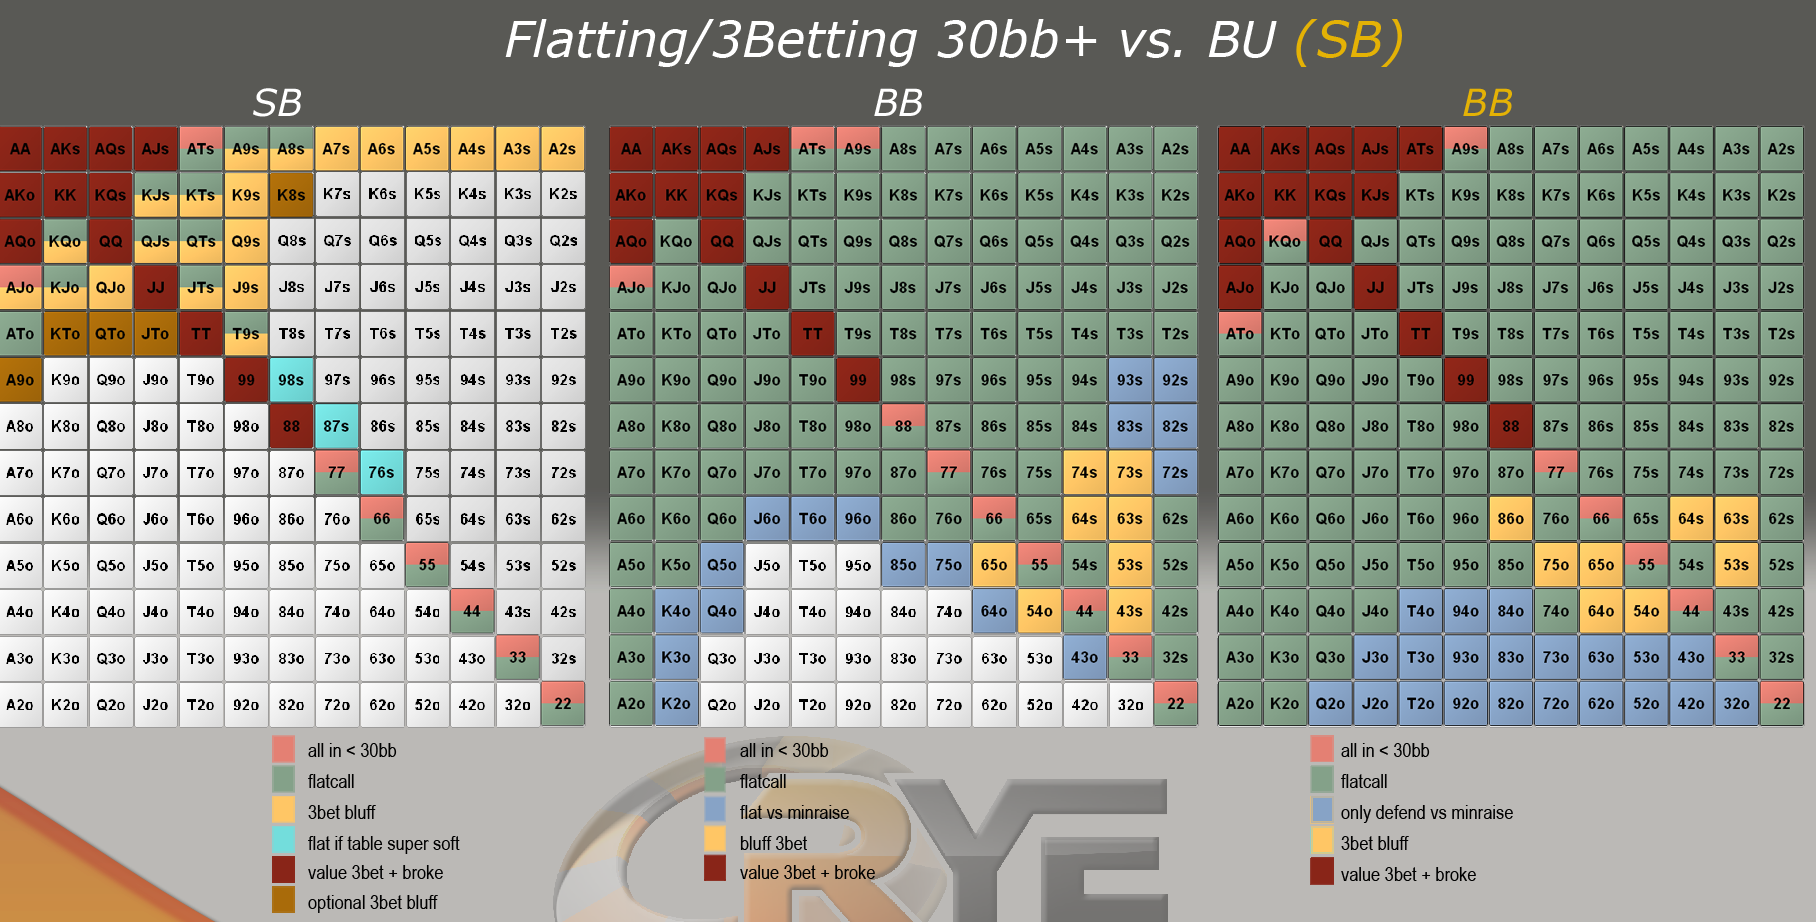 Flatting/3Betting 30bb+ vs. BU (SB)
SB BB BB
AA AKs AQs AJs ATs A9s A8s A7s A6s A5s A4s A3s A2s AA AKs AQs AJs ATs A9s A8s A7s A6s A5s A4s A3s A2s AA AKs AQs AJs ATs A9s A8s A7s A6s A5s A4s A3s A2s
AKo KK KQs KJs KTs K9s K8s K7s K6s K5s K4s K3s K2s AKo KK KQs KJs KTs K9s K8s K7s K6s K5s K4s K3s K2s AKo KK KQs KJs KTs K9s K8s K7s K6s K5s K4s K3s K2s
AQo KQo QQ QJs QTs Q9s Q8s Q7s Q6s Q5s Q4s Q3s Q2s AQo KQo QQ QJs QTs Q9s Q8s Q7s Q6s Q5s Q4s Q3s Q2s AQo KQo QQ QJs QTs Q9s Q8s Q7s Q6s Q5s Q4s Q3s Q2s
AJo KJo QJo JJ JTs J9s J8s J7s J6s J5s J4s J3s J2s AJo KJo QJo JJ JTs J9s J8s J7s J6s J5s J4s J3s J2s AJo KJo QJo JJ JTs J9s J8s J7s J6s J5s J4s J3s J2s
ATo KTo QTo JTo TT T9s T8s T7s T6s T5s T4s T3s T2s ATo KTo QTo JTo TT T9s T8s T7s T6s T5s T4s T3s T2s ATo KTo QTo JTo TT T9s T8s T7s T6s T5s T4s T3s T2s
A9o K9o Q9o J9o T9o 99 98s 97s 96s 95s 94s 93s 92s A9o K9o Q9o J9o T9o 99 98s 97s 96s 95s 94s 93s 92s A9o K9o Q9o J9o T9o 99 98s 97s 96s 95s 94s 93s 92s
A8o K8o Q8o J8o T8o 98o 88 87s 86s 85s 84s 83s 82s A8o K8o Q8o J8o T8o 98o 88 87s 86s 85s 84s 83s 82s A8o K8o Q8o J8o T8o 98o 88 87s 86s 85s 84s 83s 82s
A7o K7o Q7o J7o T7o 97o 87o 77 76s 75s 74s 73s 72s A7o K7o Q7o J7o T7o 97o 87o 77 76s 75s 74s 73s 72s A7o K7o Q7o J7o T7o 97o 87o 77 76s 75s 74s 73s 72s
A6o K6o Q6o J6o T6o 96o 86o 76o 66 65s 64s 63s 62s A6o K6o Q6o J6o T6o 96o 86o 76o 66 65s 64s 63s 62s A6o K6o Q6o J6o T6o 96o 86o 76o 66 65s 64s 63s 62s
A5o K5o Q5o J5o T5o 95o 85o 75o 65o 55 54s 53s 52s A5o K5o Q5o J5o T5o 95o 85o 75o 65o 55 54s 53s 52s A5o K5o Q5o J5o T5o 95o 85o 75o 65o 55 54s 53s 52s
A4o K4o Q4o J4o T4o 94o 84o 74o 64o 54o 44 43s 42s A4o K4o Q4o J4o T4o 94o 84o 74o 64o 54o 44 43s 42s A4o K4o Q4o J4o T4o 94o 84o 74o 64o 54o 44 43s 42s
A3o K3o Q3o J3o T3o 93o 83o 73o 63o 53o 43o 33 32s A3o K3o Q3o J3o T3o 93o 83o 73o 63o 53o 43o 33 32s A3o K3o Q3o J3o T3o 93o 83o 73o 63o 53o 43o 33 32s
A2o K2o Q2o J2o T2o 92o 82o 72o 62o 52o 42o 32o 22 A2o K2o Q2o J2o T2o 92o 82o 72o 62o 52o 42o 32o 22 A2o K2o Q2o J2o T2o 92o 82o 72o 62o 52o 42o 32o 22
all in < 30bb
flatcall
3bet bluff
flat if table super soft
value 3bet + broke
optional 3bet bluff
all in < 30bb
flatcall
flat vs minraise
bluff 3bet
value 3bet + broke
all in < 30bb
flatcall
only defend vs minraise
3bet bluff
value 3bet + broke
RYE